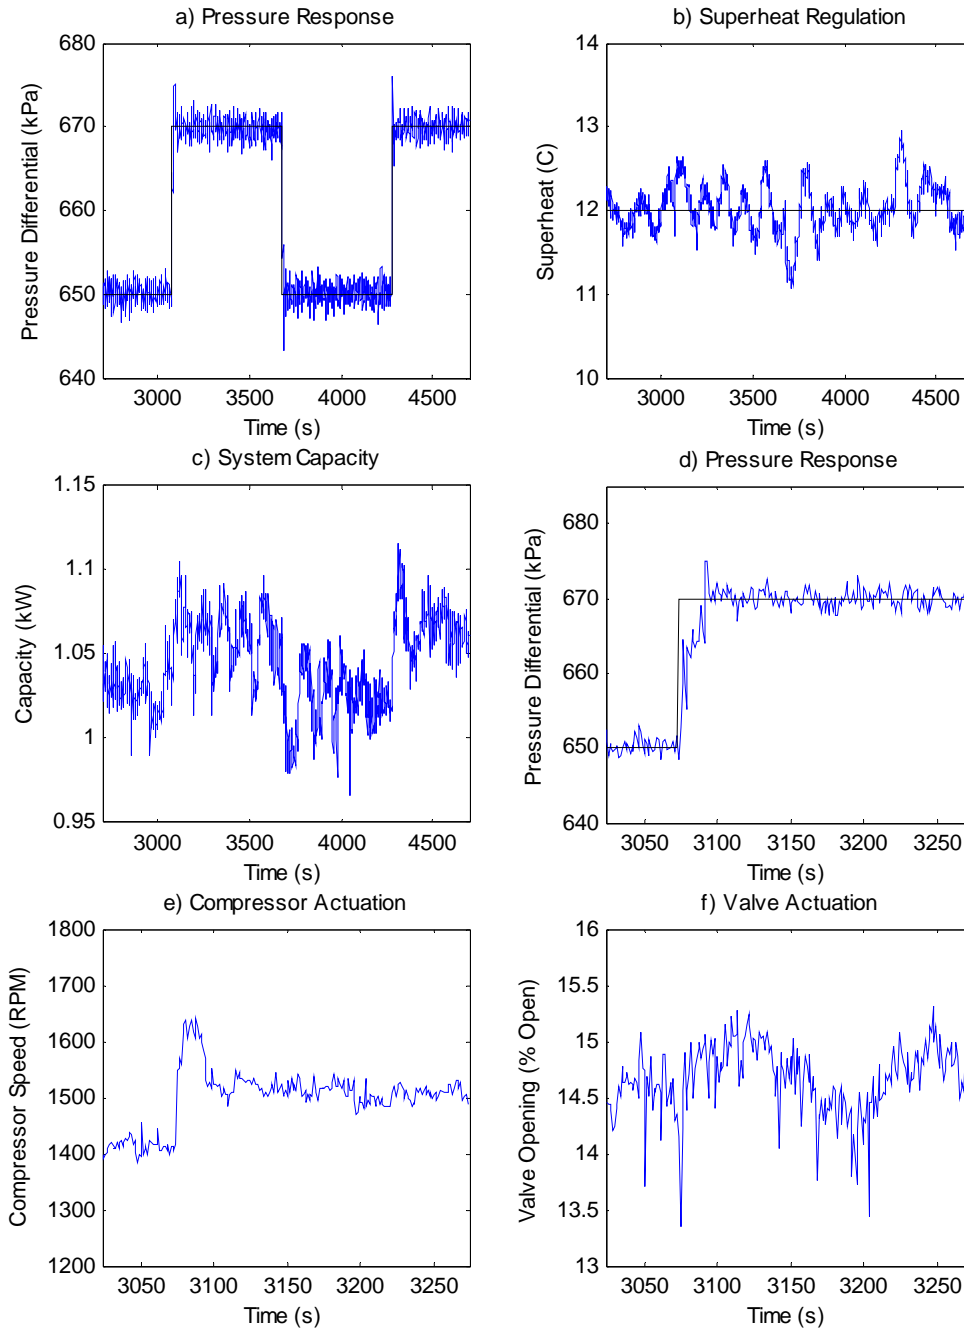 a) Pressure Response
Pressure Differential (kPa)
680
670
660
650
640
3000 3500 4000 4500
Time (s)
b) Superheat Regulation
Superheat (C)
14
13
12
11
10
3000 3500 4000 4500
Time (s)
c) System Capacity
Capacity (kW)
1.15
1.1
1.05
1
0.95
3000 3500 4000 4500
Time (s)
d) Pressure Response
Pressure Differential (kPa)
680
670
660
650
640
3050 3100 3150 3200 3250
Time (s)
e) Compressor Actuation
Compressor Speed (RPM)
1800
1700
1600
1500
1400
1300
1200
3050 3100 3150 3200 3250
Time (s)
f) Valve Actuation
Valve Opening (% Open)
16
15.5
15
14.5
14
13.5
13
3050 3100 3150 3200 3250
Time (s)